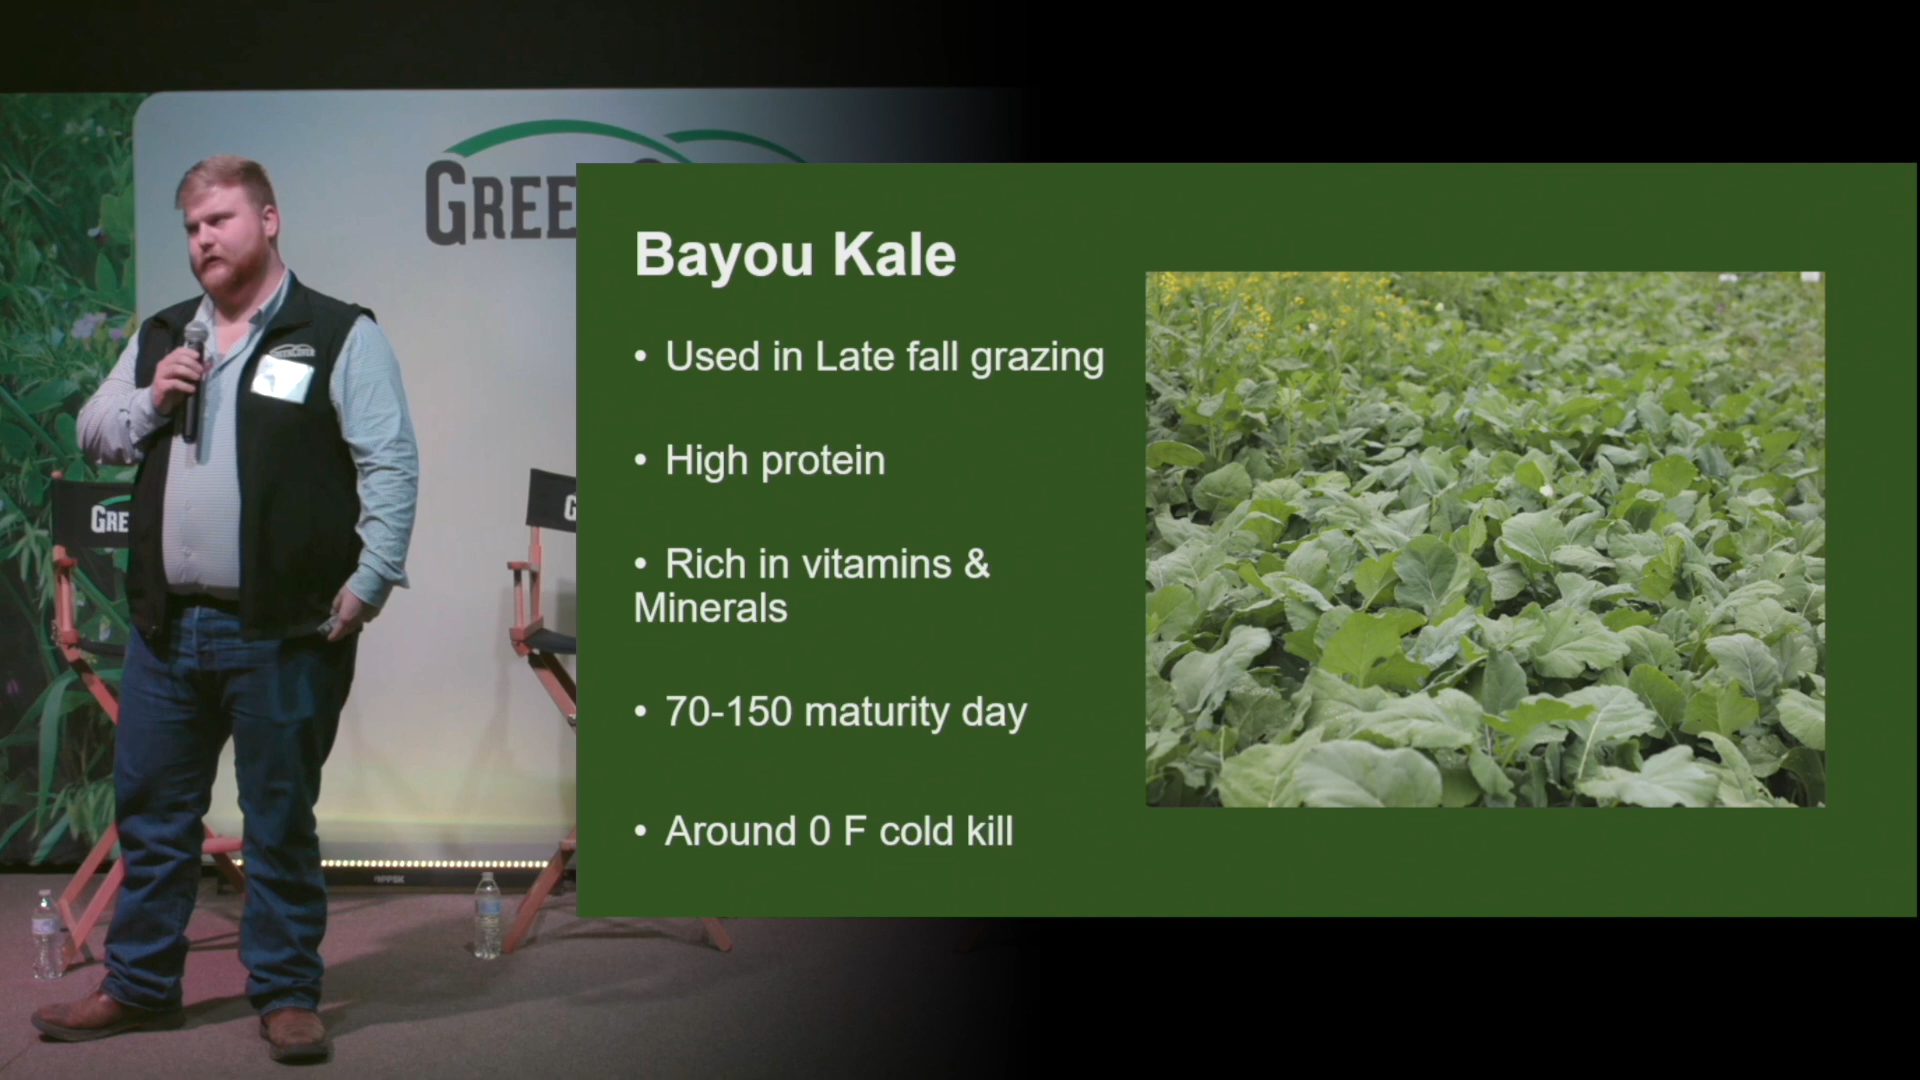 GREE
Bayou Kale
• Used in Late fall grazing
• High protein
• Rich in vitamins &
Minerals
• 70-150 maturity day
• Around 0 F cold kill
GREENCOVER
GRE
G